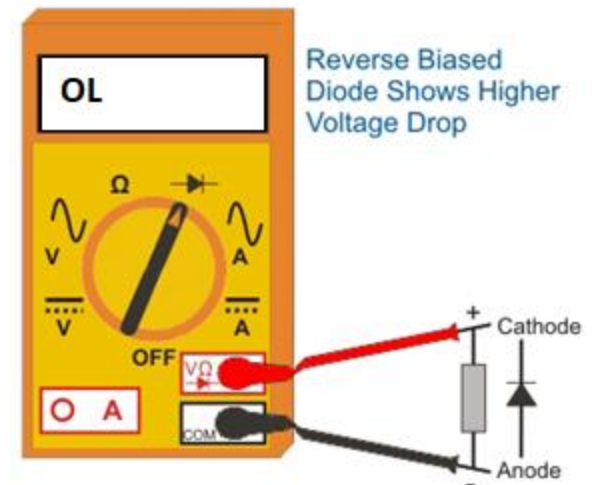 OL
Reverse Biased
Diode Shows Higher
Voltage Drop
Ω
V
A
V
A
OFF
VΩ
A
COM
+
Cathode
Anode
-